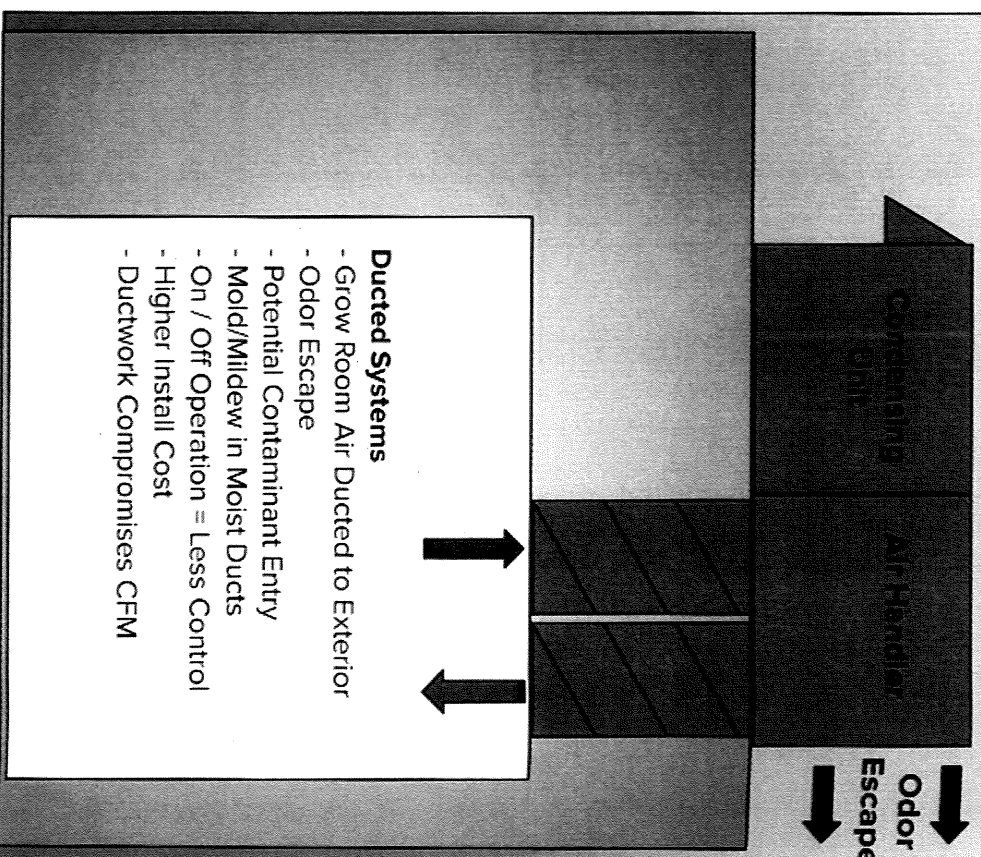 Condensing
Unit
Air Handler
Odor
Escape
Ducted Systems
- Grow Room Air Ducted to Exterior
- Odor Escape
- Potential Contaminant Entry
- Mold/Mildew in Moist Ducts
- On / Off Operation = Less Control
- Higher Install Cost
- Ductwork Compromises CFM